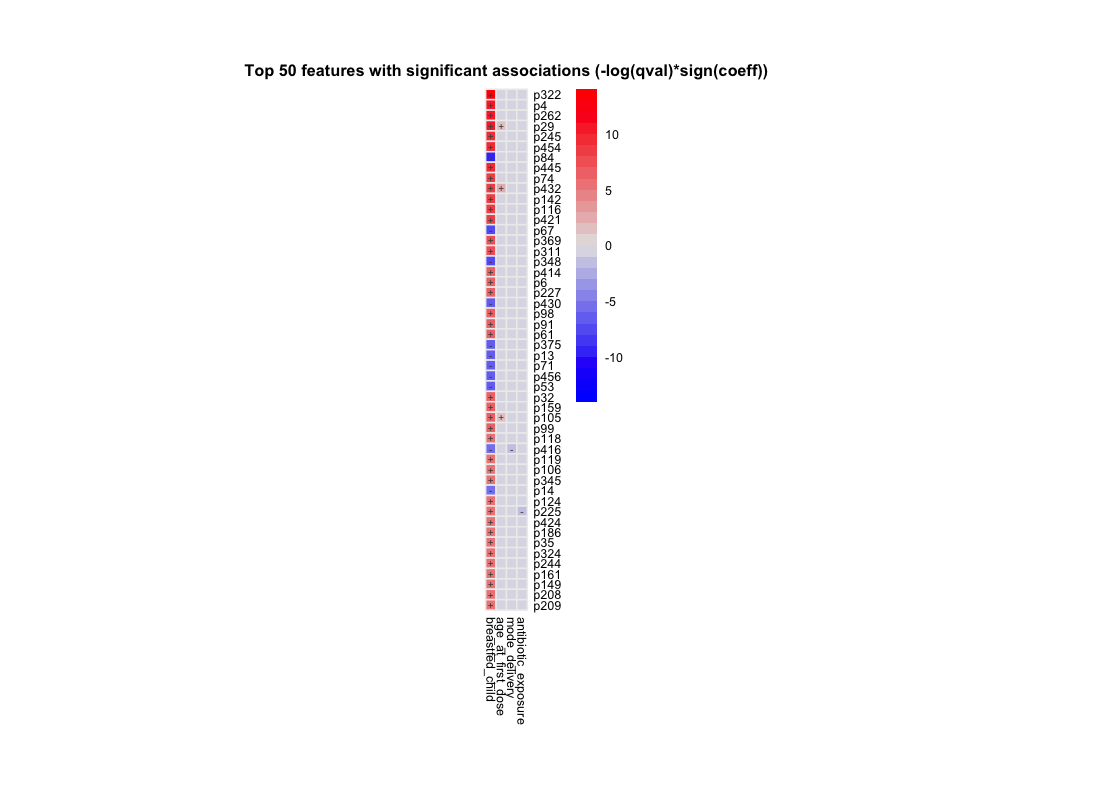 Top 50 features with significant associations (-log(qval)*sign(coeff))
p322
p4
p262
p29
p245
p454
p84
p445
p74
p432
p142
p116
p421
p67
p369
p311
p348
p414
p6
p227
p430
p98
p91
p61
p375
p13
p71
p456
p53
p32
p159
p105
p99
p118
p416
p119
p106
p345
p14
p124
p225
p424
p186
p35
p324
p244
p161
p149
p208
p209
10
5
0
-5
-10
breastfed_child
age_at_first_dose
mode_delivery
antibiotic_exposure